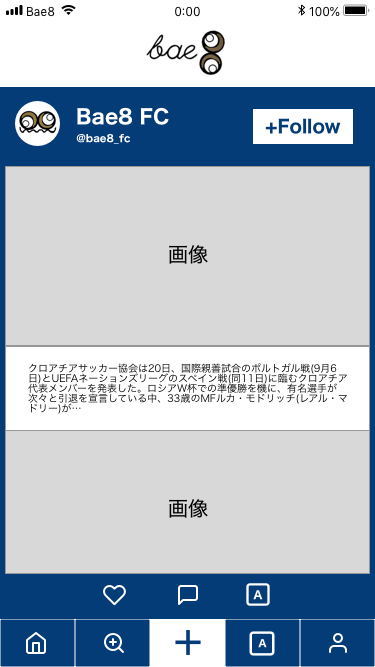 Bae8 0:00 100%
bae8
Bae8 FC
@bae8_fc
+Follow
画像
クロアチアサッカー協会は20日、国際親善試合のポルトガル戦(9月6
日)とUEFAネーションズリーグのスペイン戦(同11日)に臨むクロアチア
代表メンバーを発表した。ロシアW杯での準優勝を機に、有名選手が
次々と引退を宣言している中、33歳のMFルカ・モドリッチ(レアル・マ
ドリー)が…
画像
A
A